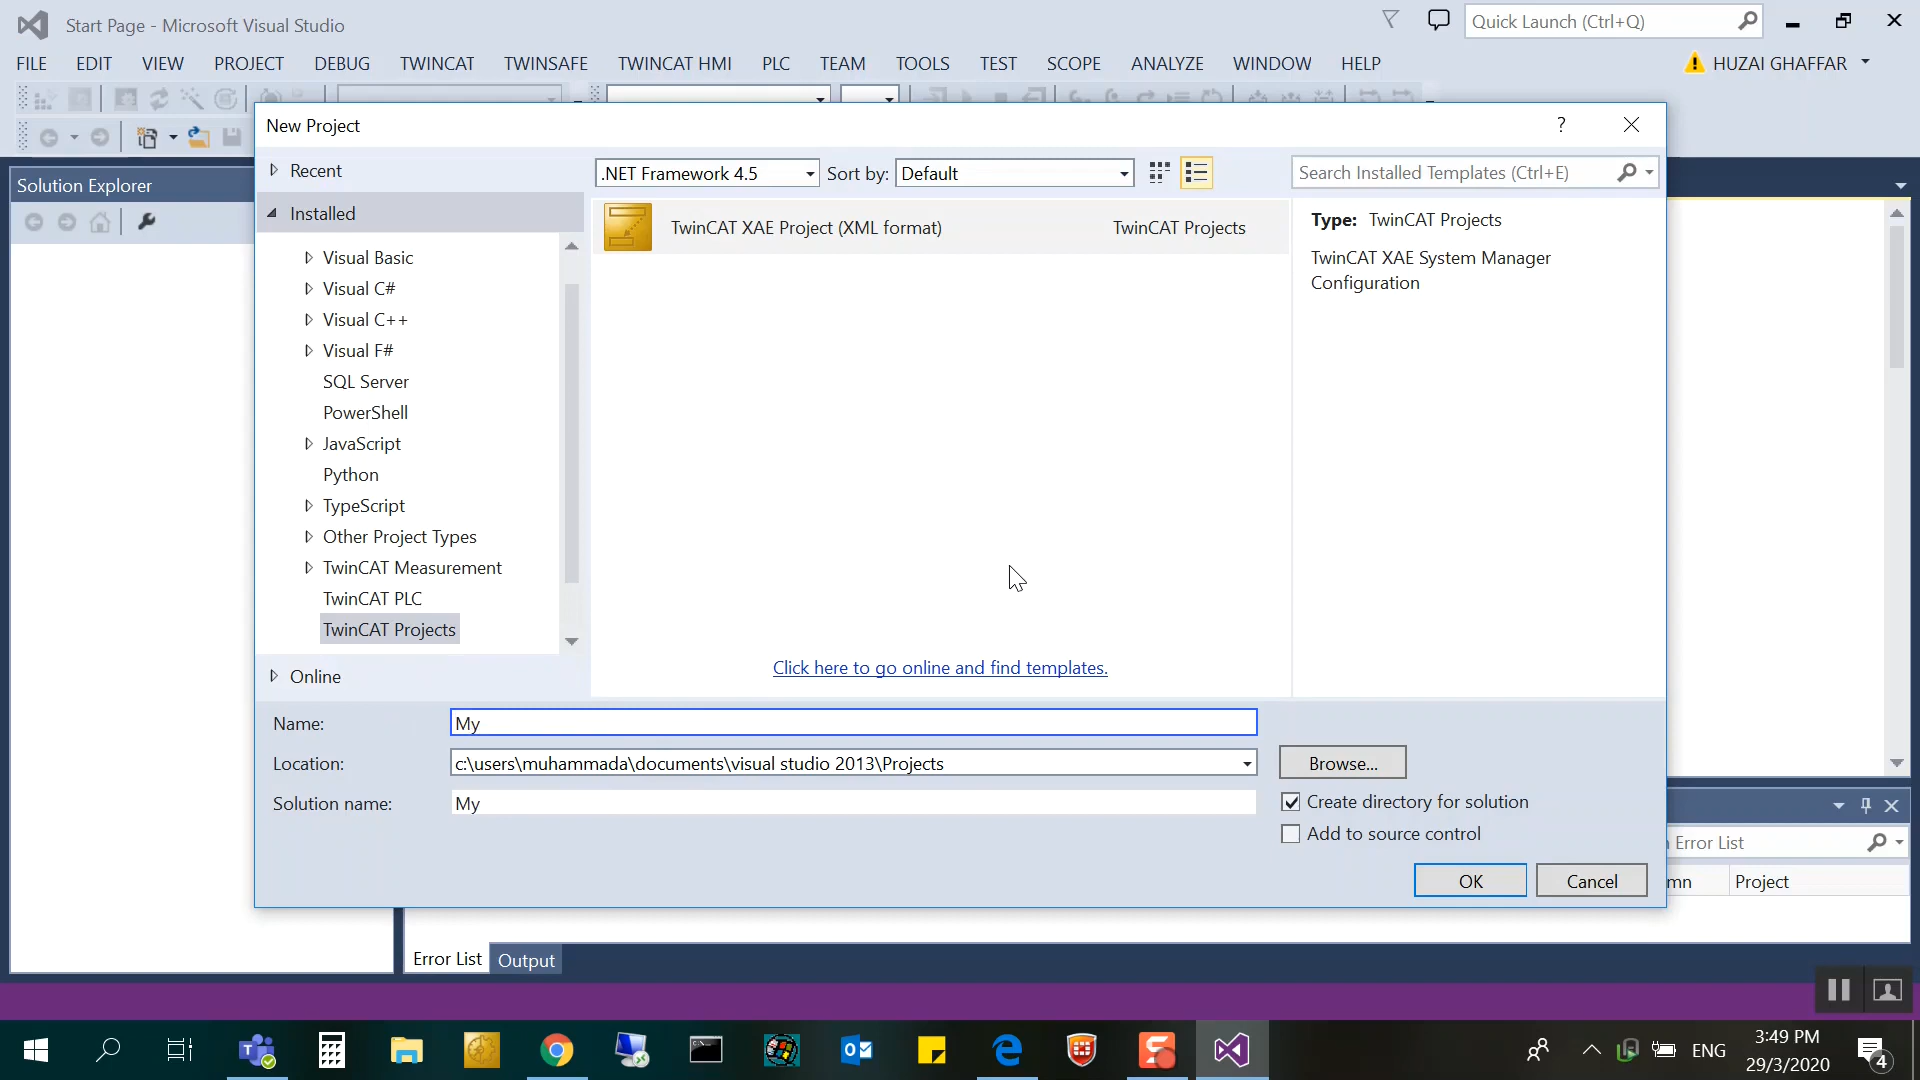 Start Page - Microsoft Visual Studio
Quick Launch (Ctrl+Q)
FILE EDIT VIEW PROJECT DEBUG TWINCAT TWINSAFE TWINCAT HMI PLC TEAM TOOLS TEST SCOPE ANALYZE WINDOW HELP
HUZAI GHAFFAR
New Project
?
Solution Explorer
Recent
Installed
Visual Basic
Visual C#
Visual C++
Visual F#
SQL Server
PowerShell
JavaScript
Python
TypeScript
Other Project Types
TwinCAT Measurement
TwinCAT PLC
TwinCAT Projects
Online
.NET Framework 4.5
Sort by: Default
TwinCAT XAE Project (XML format) TwinCAT Projects
Click here to go online and find templates.
Search Installed Templates (Ctrl+E)
Type: TwinCAT Projects
TwinCAT XAE System Manager
Configuration
Name: My
Location: c:\users\muhammada\documents\visual studio 2013\Projects
Browse...
Solution name: My
Create directory for solution
Add to source control
OK Cancel
Error List
Project
Error List Output
ENG
3:49 PM
29/3/2020
4